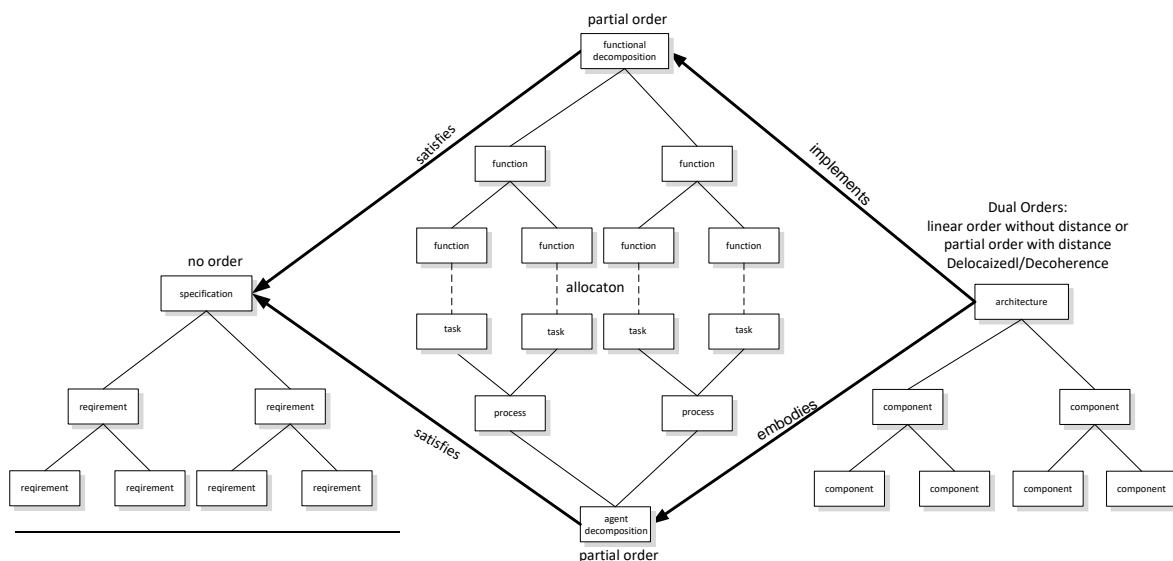 partial order
functional
decomposition
satisfies
implements
function
function
Dual Orders:
linear order without distance or
partial order with distance
Delocaizedl/Decoherence
function
function
function
function
no order
specification
allocaton
architecture
task
task
task
task
reqirement
reqirement
process
process
component
component
satisfies
embodies
reqirement
reqirement
reqirement
reqirement
component
component
component
component
agent
decomposition
partial order